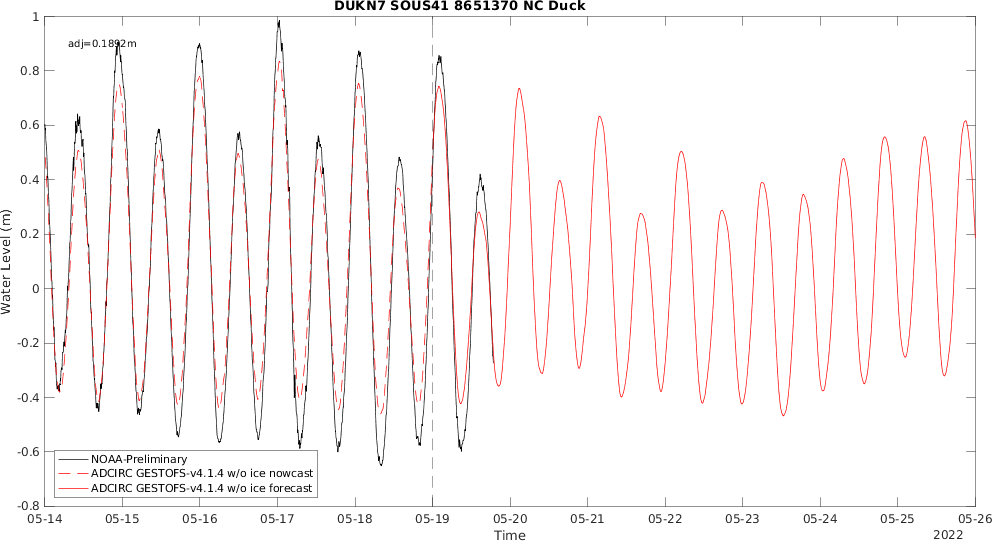 DUKN7 SOUS41 8651370 NC Duck
adj=0.1892m
1
0.8
0.6
0.4
0.2
0
-0.2
-0.4
-0.6
-0.8
Water Level (m)
NOAA-Preliminary
ADCIRC GESTOFS-v4.1.4 w/o ice nowcast
ADCIRC GESTOFS-v4.1.4 w/o ice forecast
05-14 05-15 05-16 05-17 05-18 05-19 05-20 05-21 05-22 05-23 05-24 05-25 05-26
Time
2022